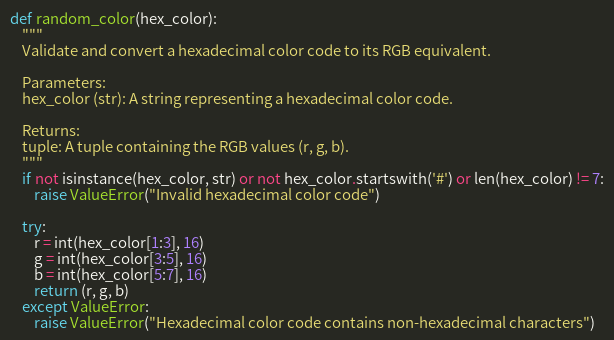 def random_color(hex_color):
    """
    Validate and convert a hexadecimal color code to its RGB equivalent.

    Parameters:
    hex_color (str): A string representing a hexadecimal color code.

    Returns:
    tuple: A tuple containing the RGB values (r, g, b).
    """
    if not isinstance(hex_color, str) or not hex_color.startswith('#') or len(hex_color) != 7:
        raise ValueError("Invalid hexadecimal color code")

    try:
        r = int(hex_color[1:3], 16)
        g = int(hex_color[3:5], 16)
        b = int(hex_color[5:7], 16)
        return (r, g, b)
    except ValueError:
        raise ValueError("Hexadecimal color code contains non-hexadecimal characters")